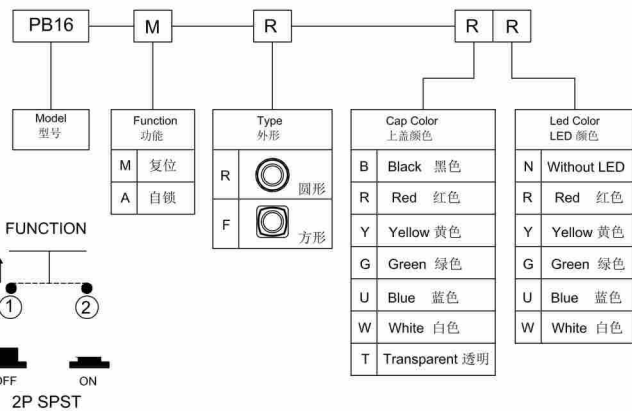 PB16 M R R R
Model
型号
Function
功能
M 复位
A 自锁
Type
外形
R 圆形
F 方形
Cap Color
上盖颜色
B Black 黑色
R Red 红色
Y Yellow 黄色
G Green 绿色
U Blue 蓝色
W White 白色
T Transparent 透明
Led Color
LED 颜色
N Without LED
R Red 红色
Y Yellow 黄色
G Green 绿色
U Blue 蓝色
W White 白色
FUNCTION
1 2
OFF ON
2P SPST